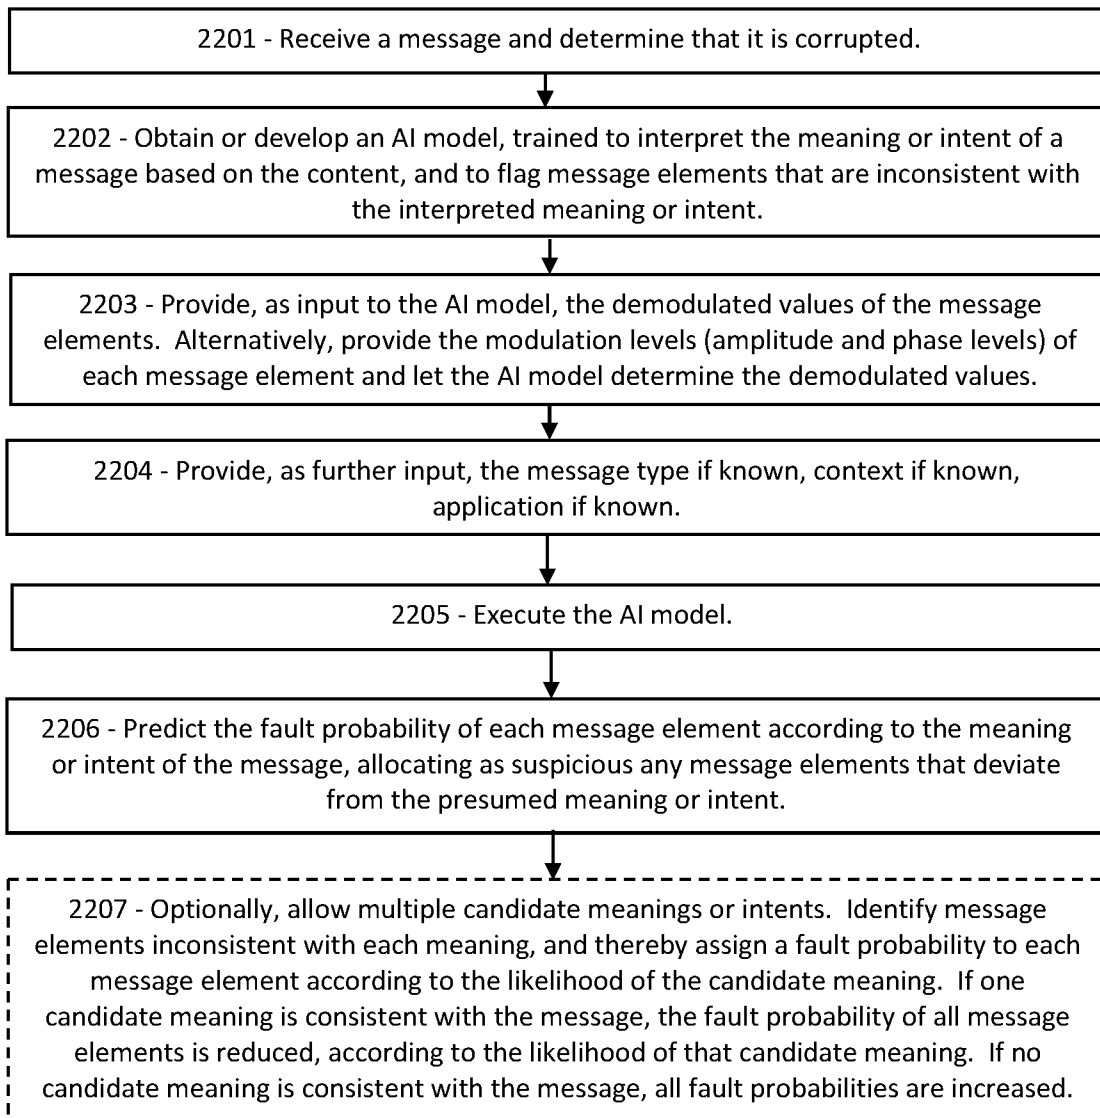 2201 - Receive a message and determine that it is corrupted.
2202 - Obtain or develop an AI model, trained to interpret the meaning or intent of a
message based on the content, and to flag message elements that are inconsistent with
the interpreted meaning or intent.
2203 - Provide, as input to the AI model, the demodulated values of the message
elements.  Alternatively, provide the modulation levels (amplitude and phase levels) of
each message element and let the AI model determine the demodulated values.
2204 - Provide, as further input, the message type if known, context if known,
application if known.
2205 - Execute the AI model.
2206 - Predict the fault probability of each message element according to the meaning
or intent of the message, allocating as suspicious any message elements that deviate
from the presumed meaning or intent.
2207 - Optionally, allow multiple candidate meanings or intents.  Identify message
elements inconsistent with each meaning, and thereby assign a fault probability to each
message element according to the likelihood of the candidate meaning.  If one
candidate meaning is consistent with the message, the fault probability of all message
elements is reduced, according to the likelihood of that candidate meaning.  If no
candidate meaning is consistent with the message, all fault probabilities are increased.